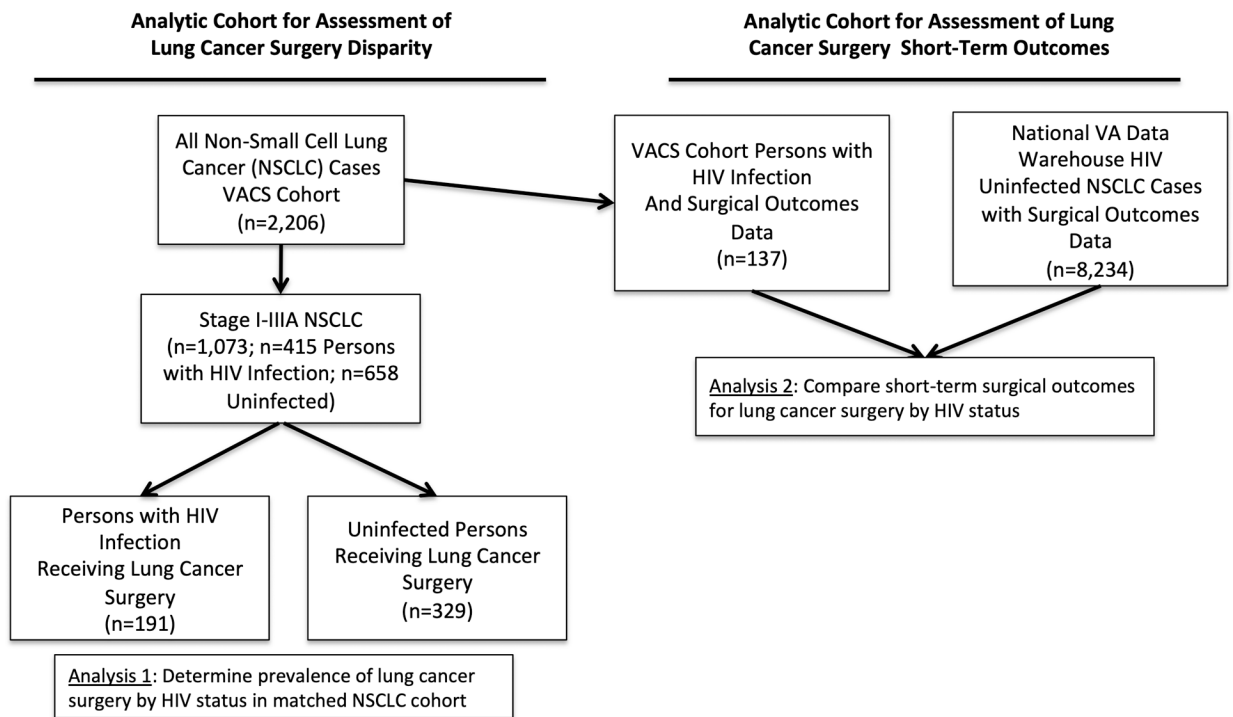 Analytic Cohort for Assessment of
Lung Cancer Surgery Disparity
All Non-Small Cell Lung
Cancer (NSCLC) Cases
VACS Cohort
(n=2,206)
Stage I-IIIA NSCLC
(n=1,073; n=415 Persons
with HIV Infection; n=658
Uninfected)
Persons with HIV
Infection
Receiving Lung Cancer
Surgery
(n=191)
Uninfected Persons
Receiving Lung Cancer
Surgery
(n=329)
Analysis 1: Determine prevalence of lung cancer
surgery by HIV status in matched NSCLC cohort
Analytic Cohort for Assessment of Lung
Cancer Surgery Short-Term Outcomes
VACS Cohort Persons with
HIV Infection
And Surgical Outcomes
Data
(n=137)
National VA Data
Warehouse HIV
Uninfected NSCLC Cases
with Surgical Outcomes
Data
(n=8,234)
Analysis 2: Compare short-term surgical outcomes
for lung cancer surgery by HIV status